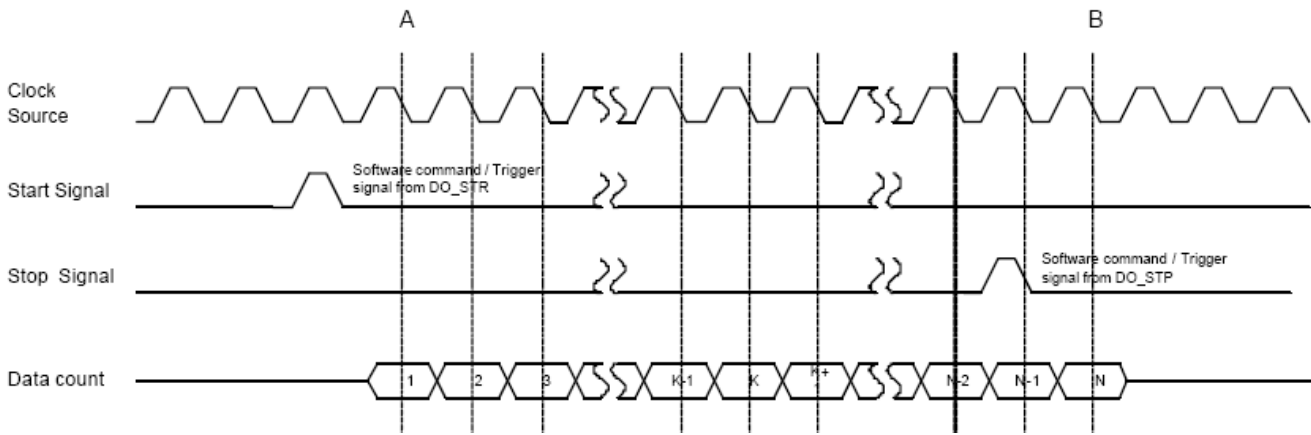 A
B
Clock
Source
Software command / Trigger
signal from DO_STR
Start Signal
Software command / Trigger
signal from DO_STP
Stop Signal
Data count
1
2
3
K-1
K
K+
N-2
N-1
N